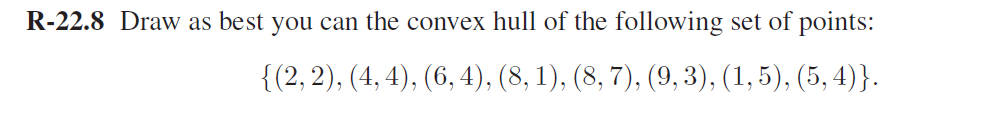 R-22.8 Draw as best you can the convex hull of the following set of points:
{(2,2),(4,4),(6,4),(8,1),(8,7),(9,3),(1,5),(5,4)}.